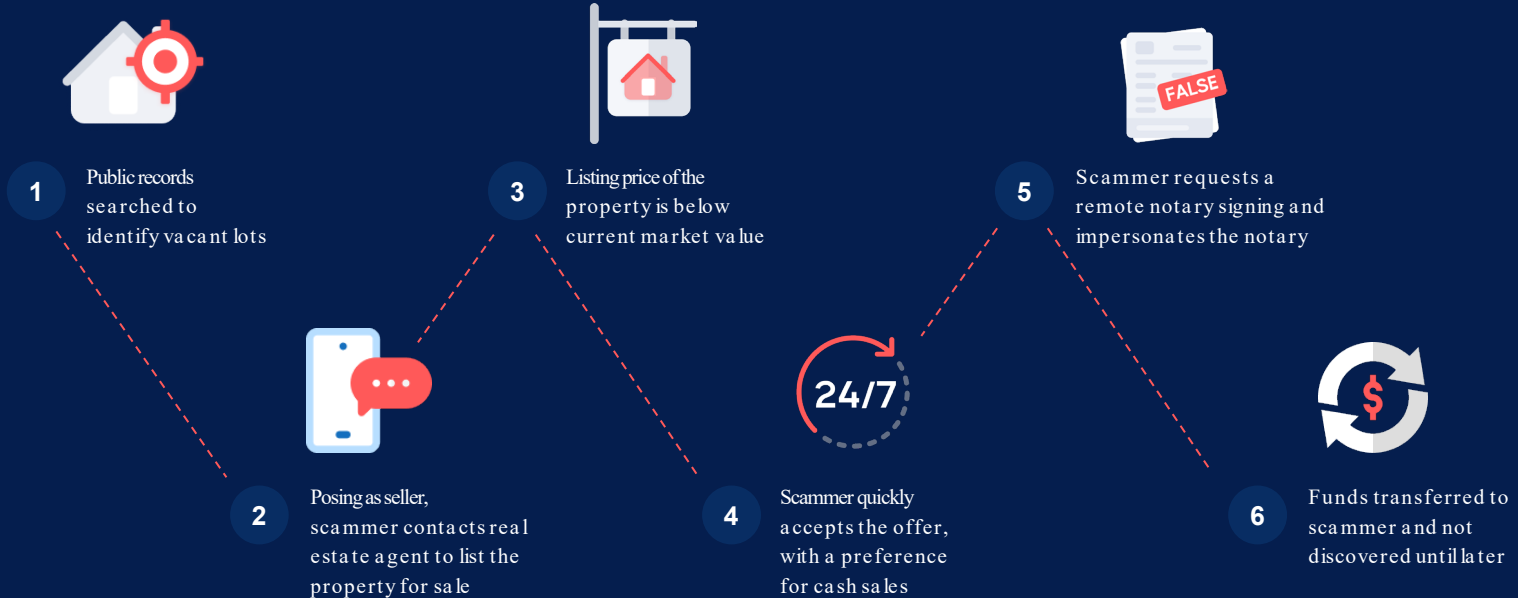 FALSE
1
Public records
searched to
identify vacant lots
3
Listing price of the
property is below
current market value
5
Scammer requests a
remote notary signing and
impersonates the notary
24/7
$
2
Posing as seller,
scammer contacts real
estate agent to list the
property for sale
4
Scammer quickly
accepts the offer,
with a preference
for cash sales
6
Funds transferred to
scammer and not
discovered until later